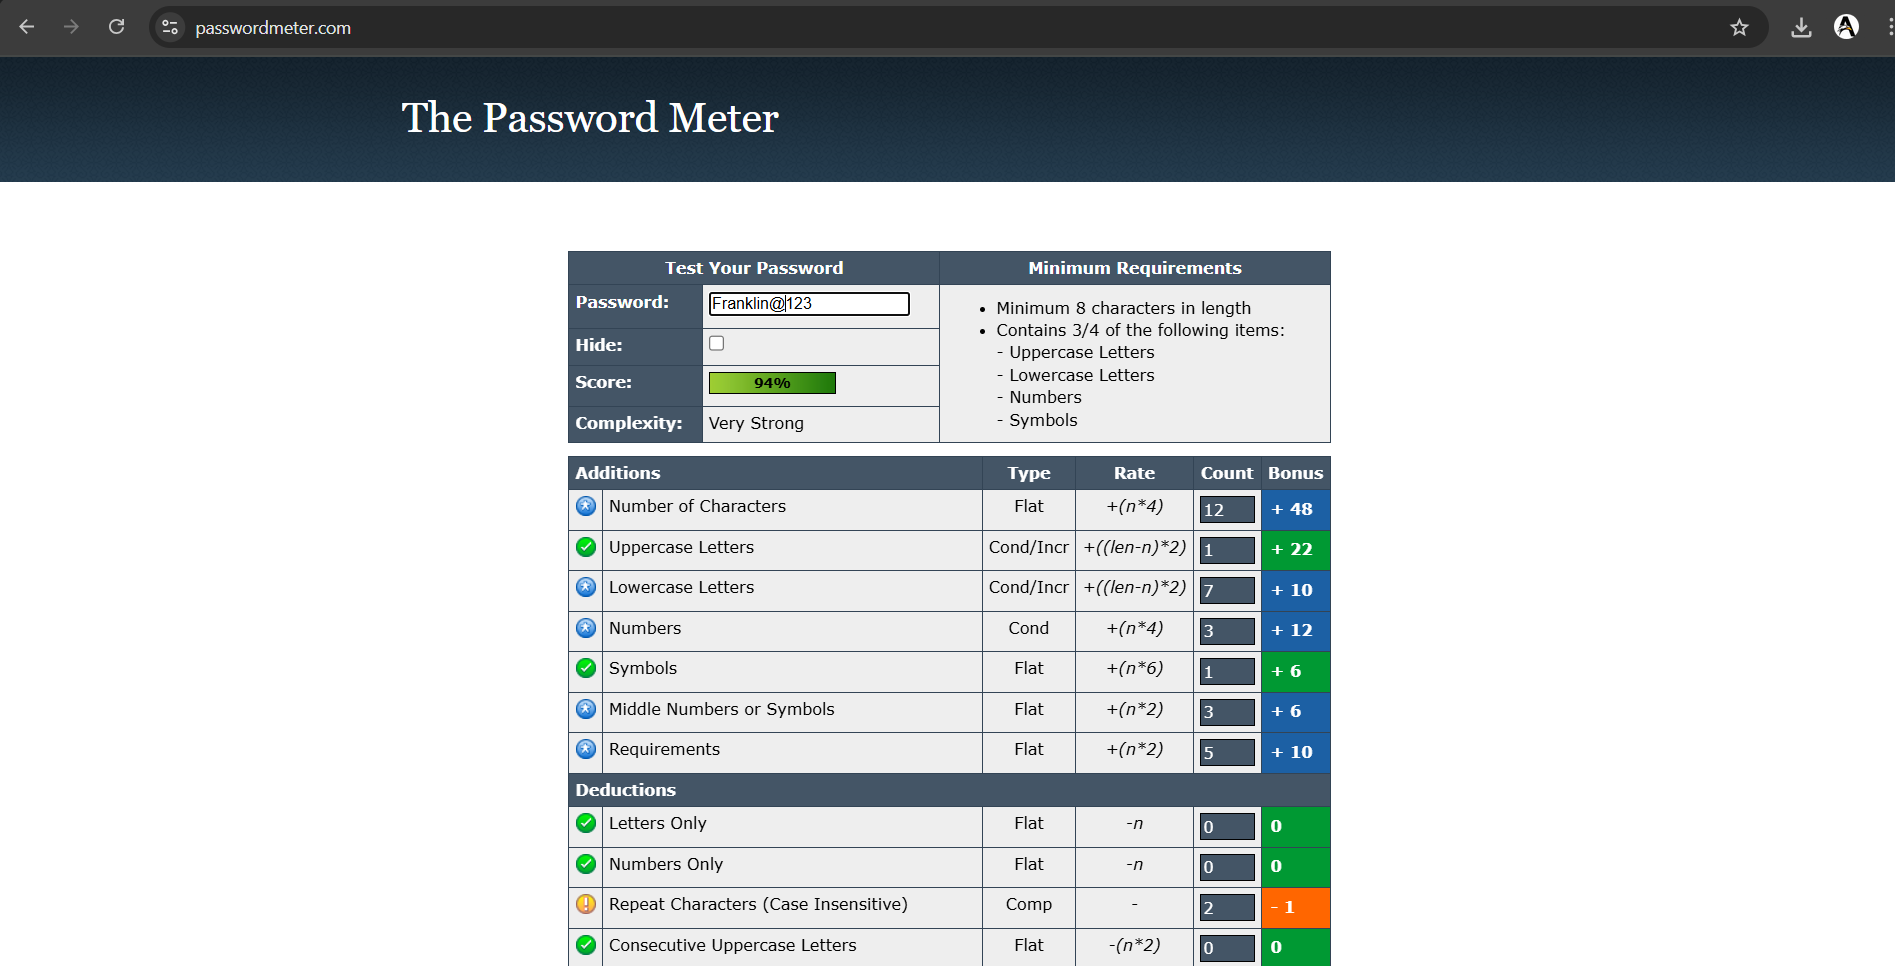 passwordmeter.com
The Password Meter
Test Your Password
Minimum Requirements
Password:
Franklin@123
Hide:
Score:
94%
Complexity:
Very Strong
• Minimum 8 characters in length
• Contains 3/4 of the following items:
- Uppercase Letters
- Lowercase Letters
- Numbers
- Symbols
Additions Type Rate Count Bonus
Number of Characters Flat +(n*4) 12 + 48
Uppercase Letters Cond/Incr +((len-n)*2) 1 + 22
Lowercase Letters Cond/Incr +((len-n)*2) 7 + 10
Numbers Cond +(n*4) 3 + 12
Symbols Flat +(n*6) 1 + 6
Middle Numbers or Symbols Flat +(n*2) 3 + 6
Requirements Flat +(n*2) 5 + 10
Deductions
Letters Only Flat -n 0 0
Numbers Only Flat -n 0 0
Repeat Characters (Case Insensitive) Comp - 2 - 1
Consecutive Uppercase Letters Flat -(n*2) 0 0